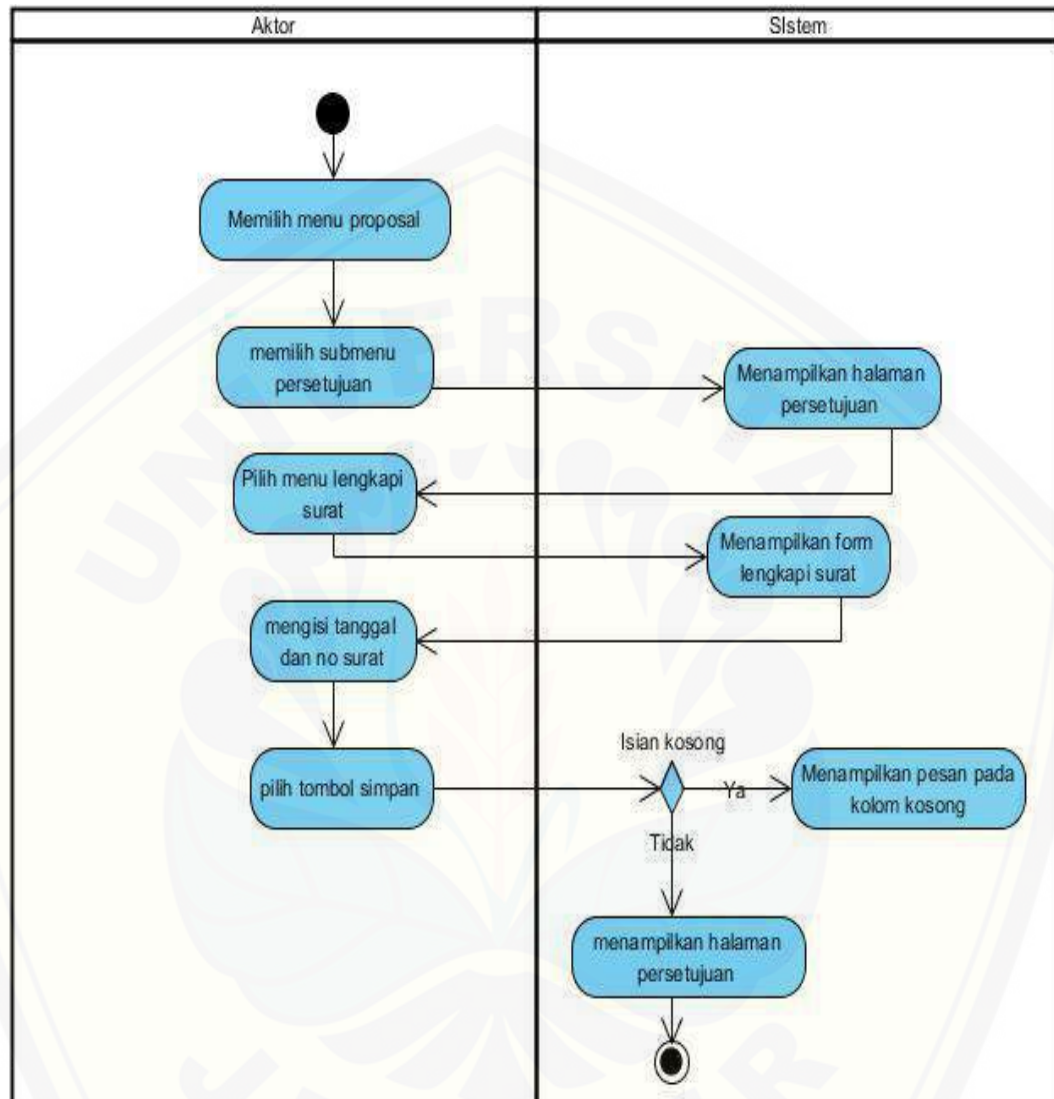 Aktor
SIstem
Memilih menu proposal
memilih submenu
persetujuan
Menampilkan halaman
persetujuan
Pilih menu lengkapi
surat
Menampilkan form
lengkapi surat
mengisi tanggal
dan no surat
pilih tombol simpan
Isian kosong
Ya
Menampilkan pesan pada
kolom kosong
Tidak
menampilkan halaman
persetujuan
UNIVERSITAS